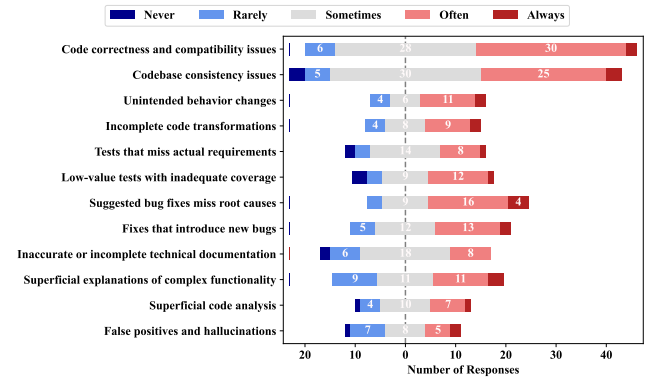 Never Rarely Sometimes Often Always
Code correctness and compatibility issues 6 28 30
Codebase consistency issues 5 30 25
Unintended behavior changes 4 6 11
Incomplete code transformations 4 8 9
Tests that miss actual requirements 14 8
Low-value tests with inadequate coverage 9 12
Suggested bug fixes miss root causes 9 16 4
Fixes that introduce new bugs 5 12 13
Inaccurate or incomplete technical documentation 6 18 8
Superficial explanations of complex functionality 9 11 11
Superficial code analysis 4 10 7
False positives and hallucinations 7 8 5
20 10 0 10 20 30 40
Number of Responses